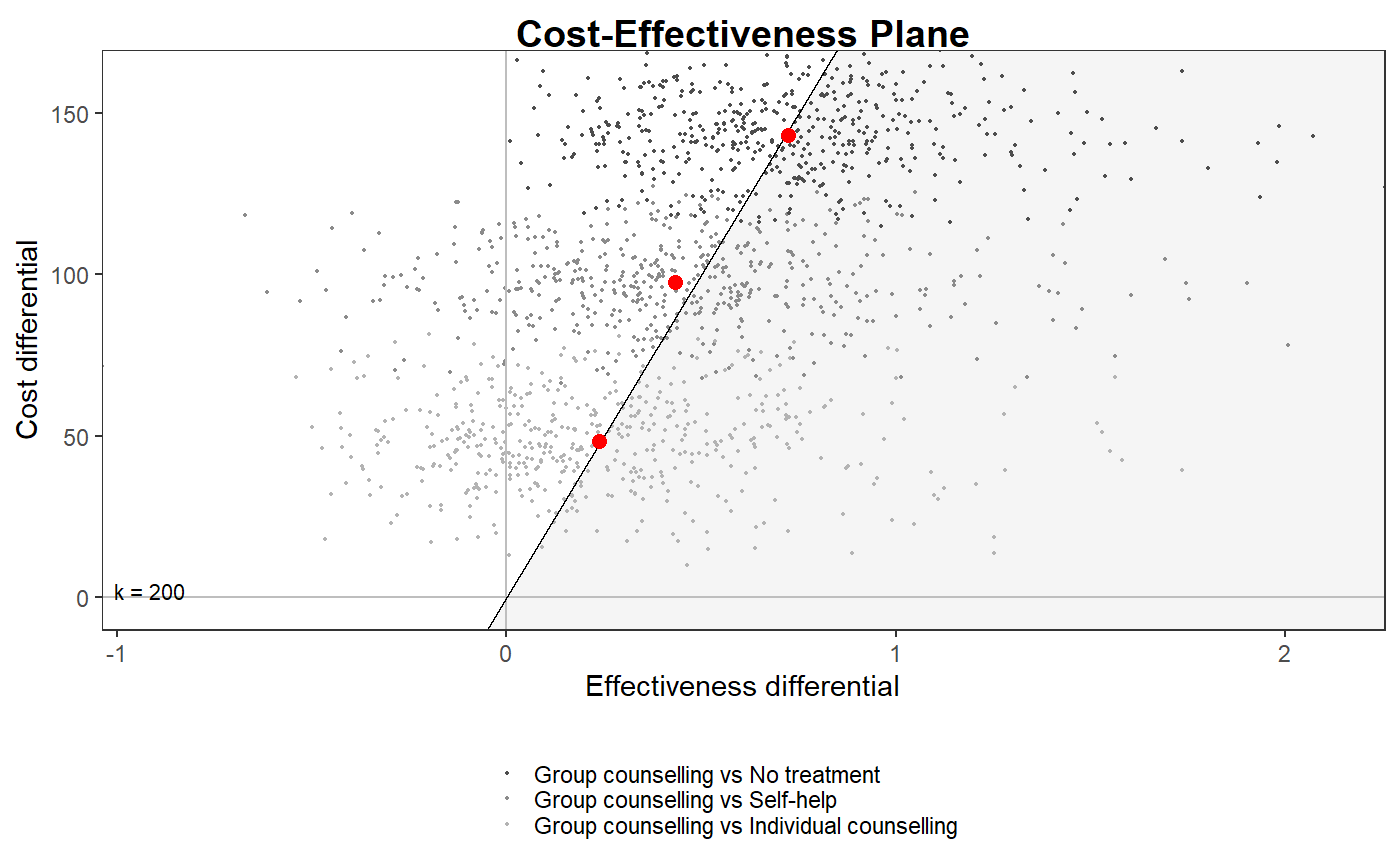 Cost-Effectiveness Plane
150
100
50
0
Cost differential
k = 200
-1 0 1 2
Effectiveness differential
Group counselling vs No treatment
Group counselling vs Self-help
Group counselling vs Individual counselling